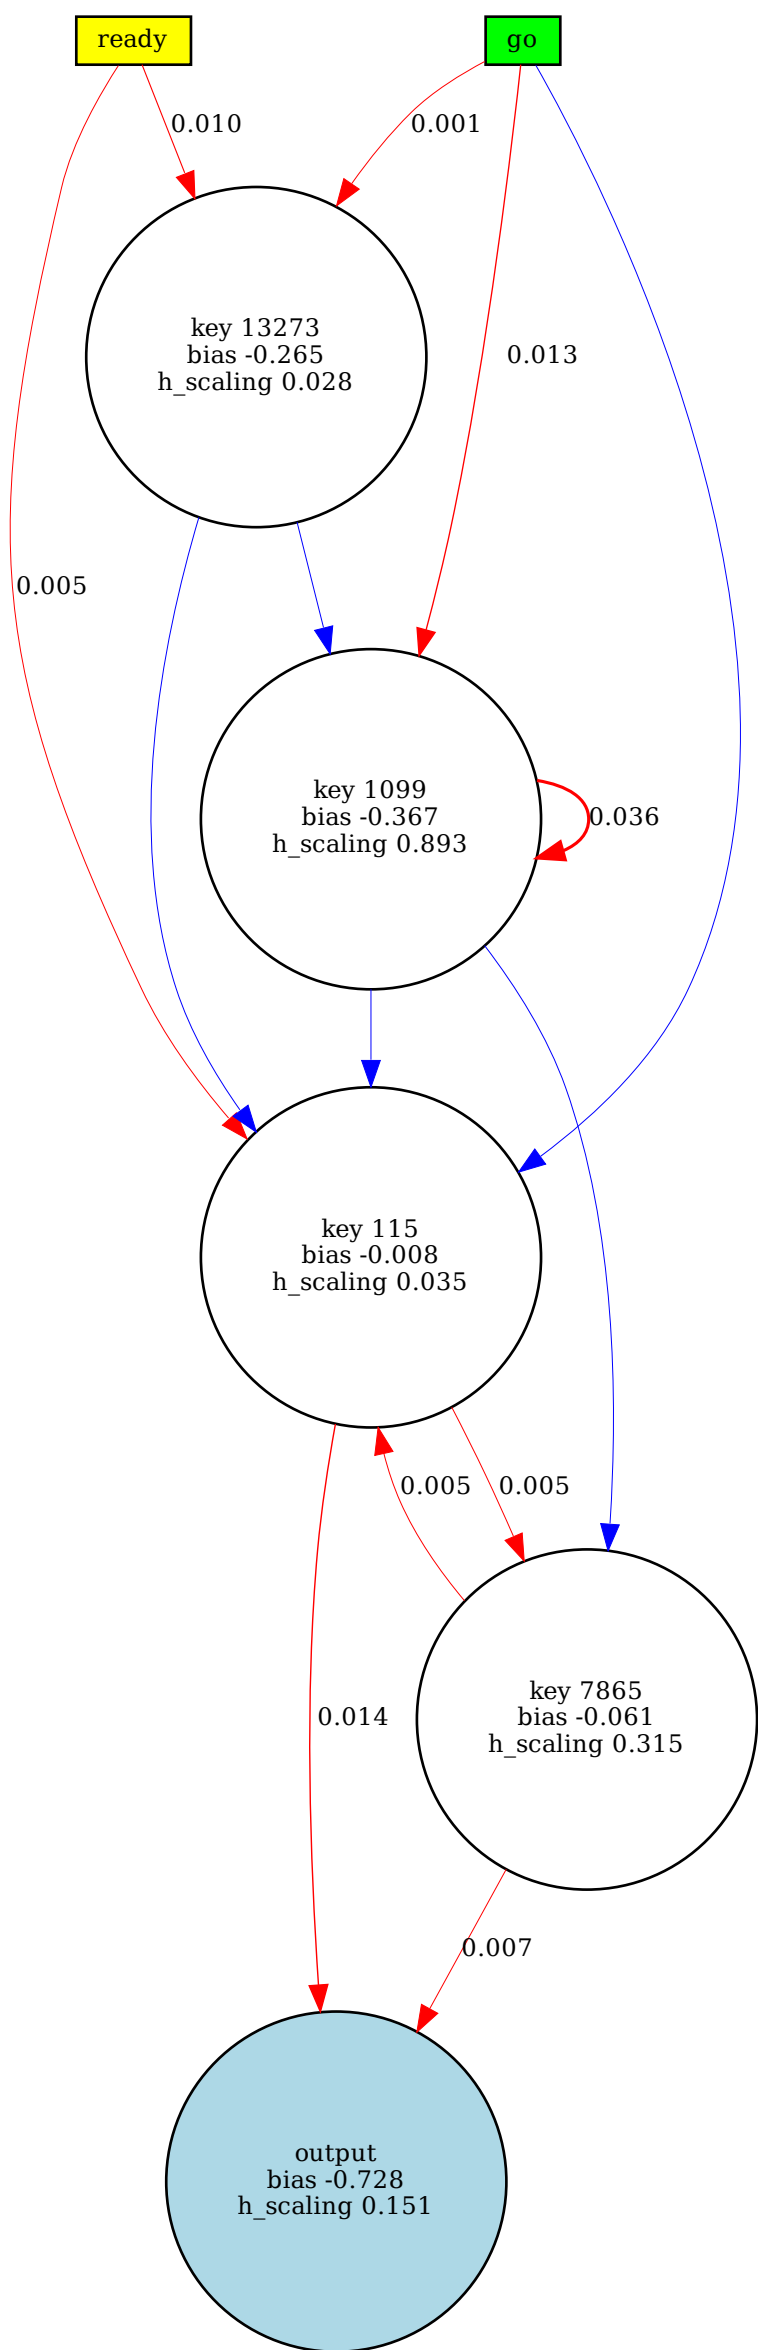 ready
go
0.010
0.001
key 13273
bias -0.265
h_scaling 0.028
0.013
0.005
key 1099
bias -0.367
h_scaling 0.893
0.036
key 115
bias -0.008
h_scaling 0.035
0.005
0.005
key 7865
bias -0.061
h_scaling 0.315
0.014
0.007
output
bias -0.728
h_scaling 0.151